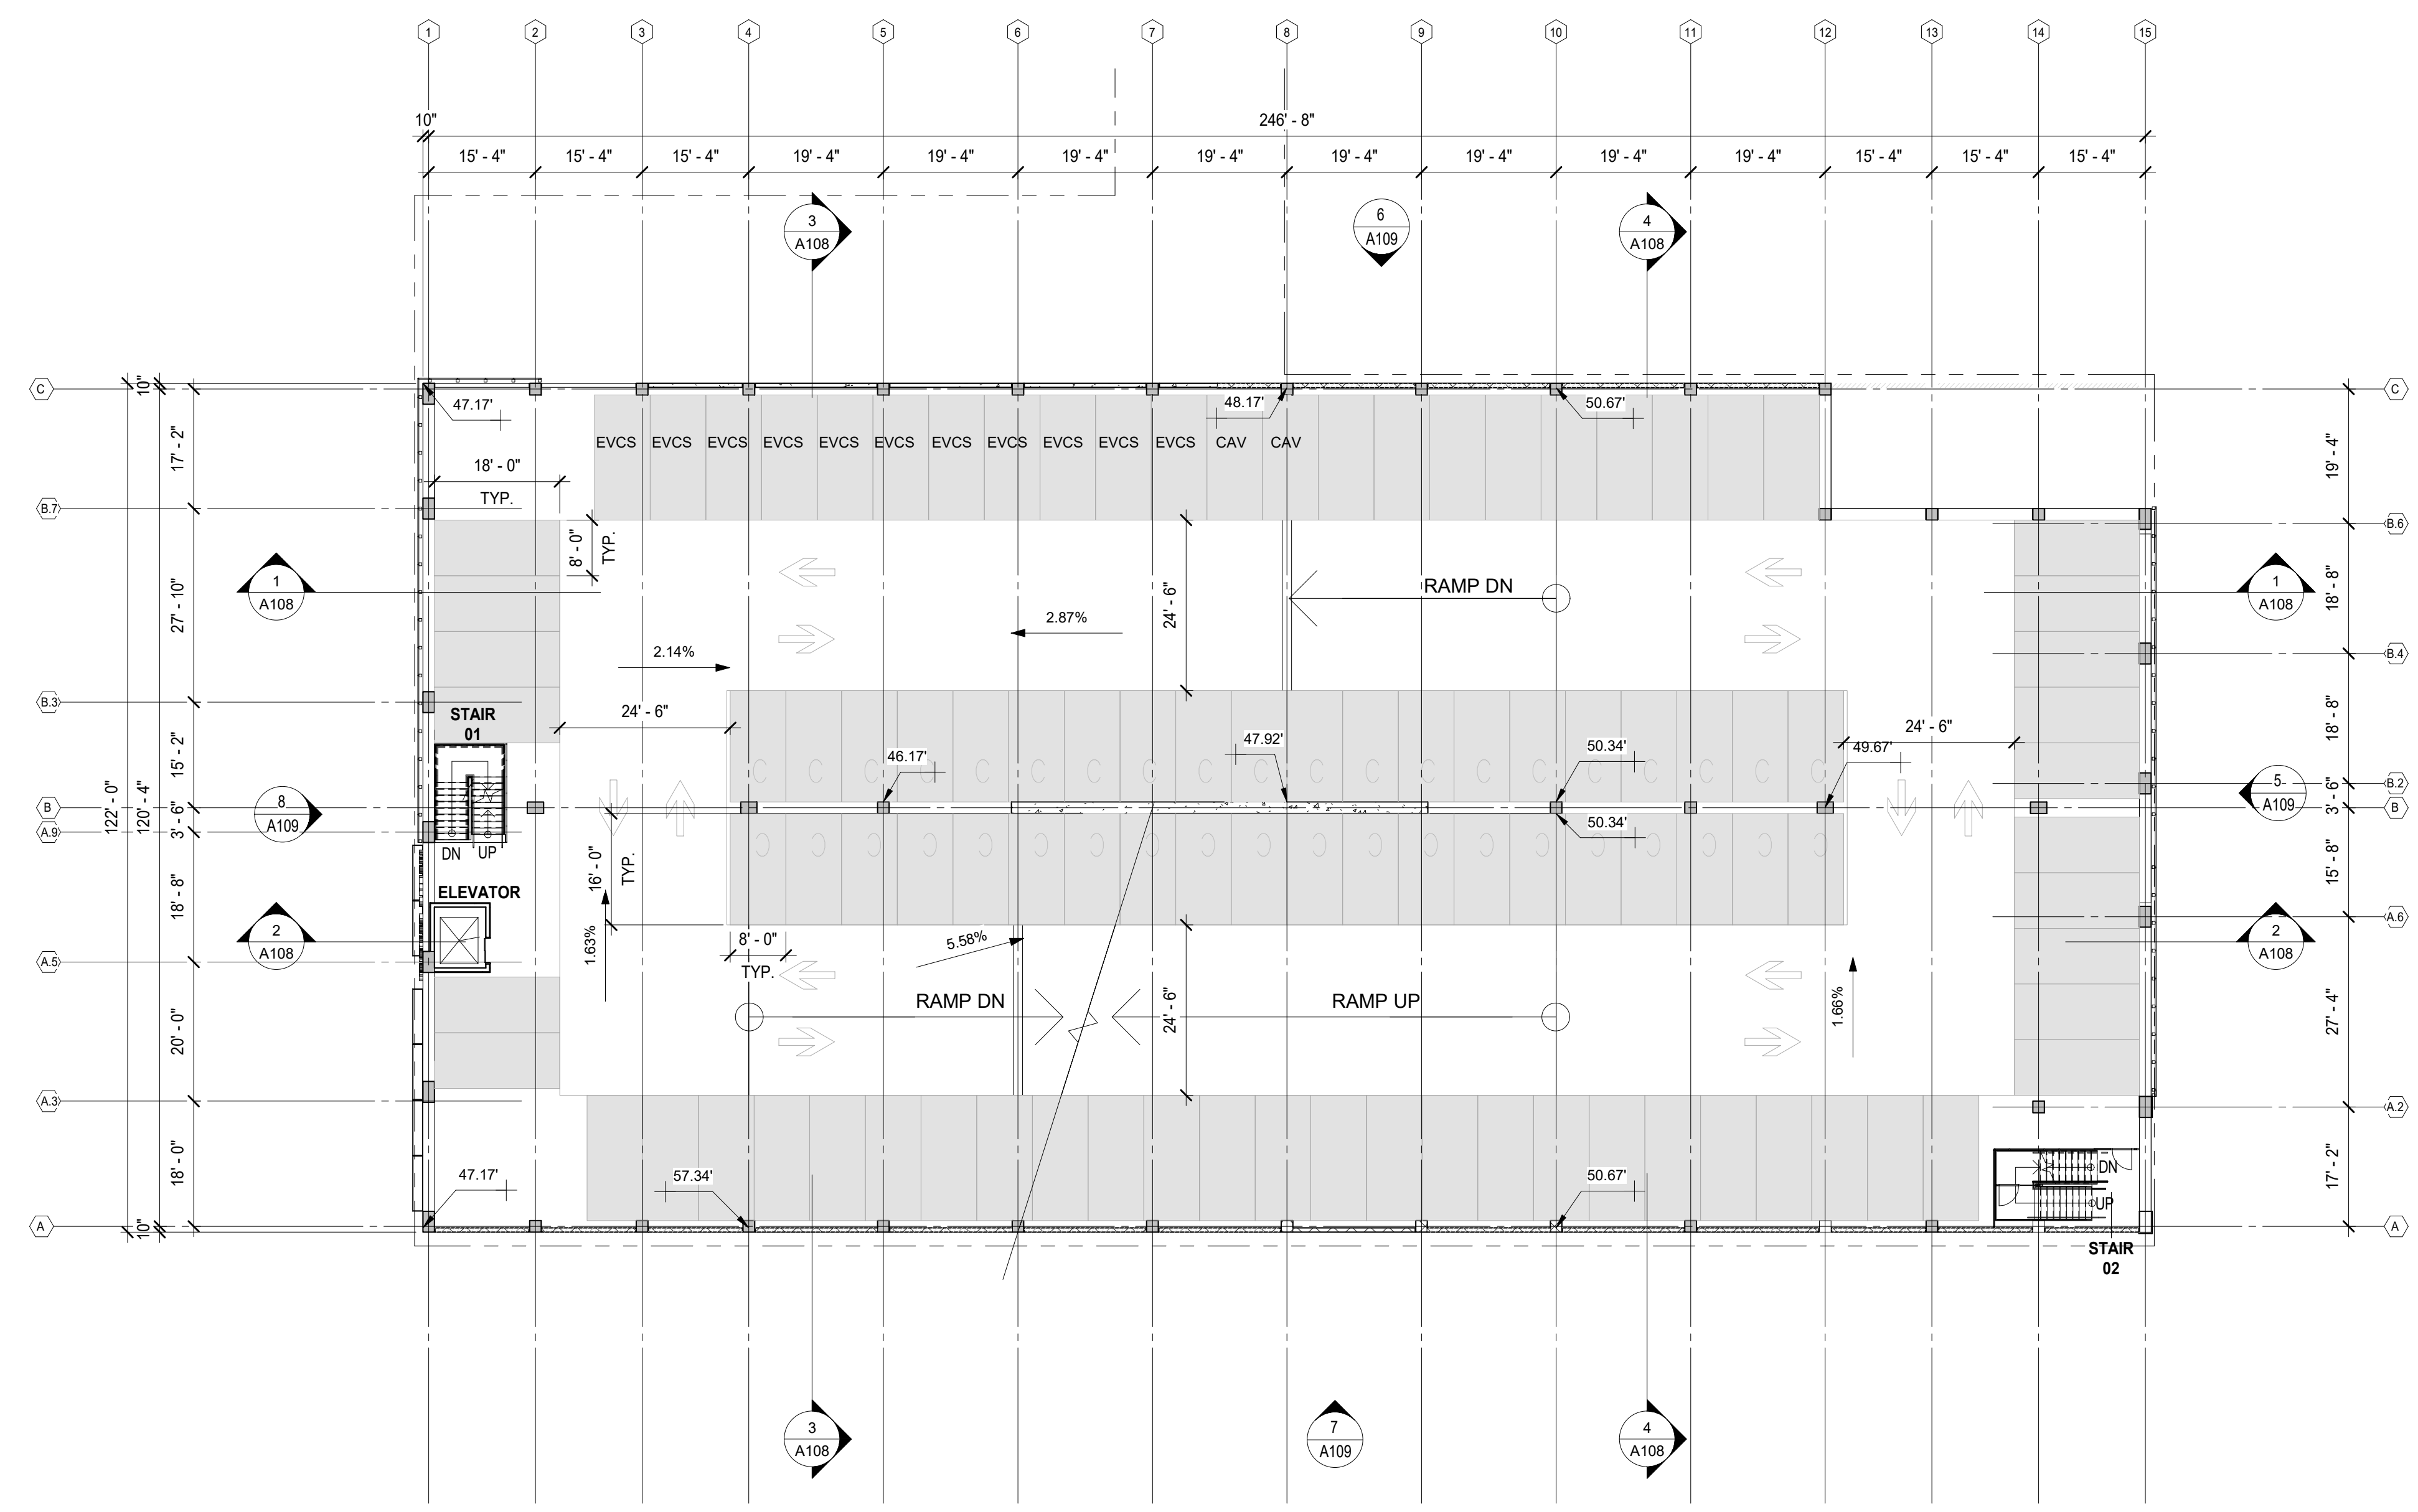 1 2 3 4 5 6 7 8 9 10 11 12 13 14 15
10" 246' - 8"
15' - 4" 15' - 4" 15' - 4" 19' - 4" 19' - 4" 19' - 4" 19' - 4" 19' - 4" 19' - 4" 19' - 4" 19' - 4" 15' - 4" 15' - 4" 15' - 4"
3 6 4
A108 A109 A108
C 10" C
47.17' 48.17' 50.67'
EVCS EVCS EVCS EVCS EVCS EVCS EVCS EVCS EVCS EVCS EVCS CAV CAV
17' - 2" 18' - 0" 19' - 4"
TYP.
B.7 B.6
8' - 0" TYP.
1 RAMP DN 1
A108 A108
27' - 10" 24' - 6" 18' - 8"
2.87%
2.14%
B.4
B.3
STAIR 24' - 6" 24' - 6" 18' - 8"
01
15' - 2" 46.17' 47.92' 50.34' 49.67'
B.2
8 5
A109 A109
122' - 0" 120' - 4" 3' - 6" 3' - 6"
B B
50.34'
A.9
DN UP
16' - 0" TYP. 15' - 8"
ELEVATOR
18' - 8"
A.6
2 1.63% 8' - 0" 5.58% 2
A108 TYP. A108
A.5
RAMP DN RAMP UP
20' - 0" 24' - 6" 1.66% 27' - 4"
A.3 A.2
18' - 0" 47.17' 57.34' 50.67' DN 17' - 2"
UP
A 10" A
STAIR
02
3 7 4
A108 A109 A108